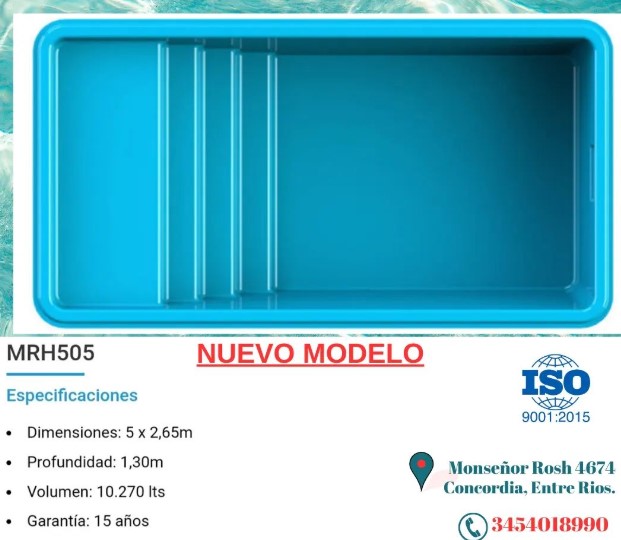 MRH505
NUEVO MODELO
Especificaciones
• Dimensiones: 5 x 2,65m
• Profundidad: 1,30m
• Volumen: 10.270 lts
• Garantía: 15 años
ISO
9001:2015
Monseñor Rosh 4674
Concordia, Entre Rios.
3454018990